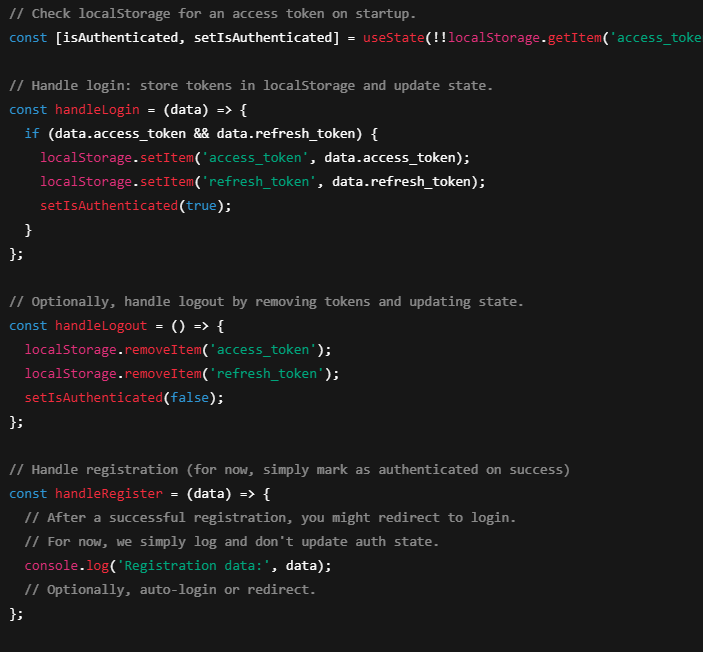 // Check localStorage for an access token on startup.
const [isAuthenticated, setIsAuthenticated] = useState(!!localStorage.getItem('access_toke
// Handle login: store tokens in localStorage and update state.
const handleLogin = (data) => {
  if (data.access_token && data.refresh_token) {
    localStorage.setItem('access_token', data.access_token);
    localStorage.setItem('refresh_token', data.refresh_token);
    setIsAuthenticated(true);
  }
};
// Optionally, handle logout by removing tokens and updating state.
const handleLogout = () => {
  localStorage.removeItem('access_token');
  localStorage.removeItem('refresh_token');
  setIsAuthenticated(false);
};
// Handle registration (for now, simply mark as authenticated on success)
const handleRegister = (data) => {
  // After a successful registration, you might redirect to login.
  // For now, we simply log and don't update auth state.
  console.log('Registration data:', data);
  // Optionally, auto-login or redirect.
};